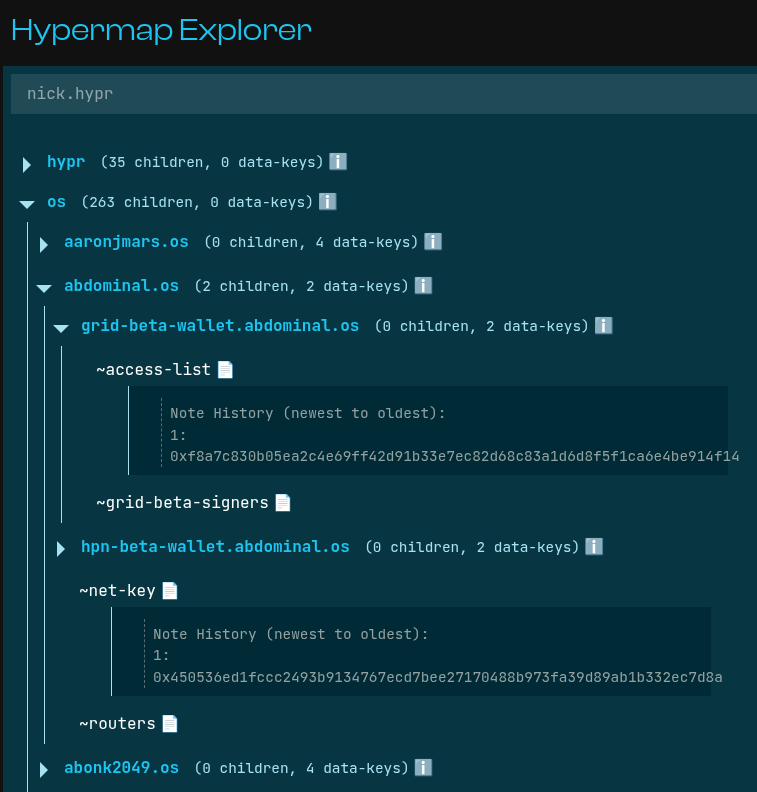 Hypermap Explorer
nick.hypr
hypr (35 children, 0 data-keys) ℹ️
os (263 children, 0 data-keys) ℹ️
aaronjmars.os (0 children, 4 data-keys) ℹ️
abdominal.os (2 children, 2 data-keys) ℹ️
grid-beta-wallet.abdominal.os (0 children, 2 data-keys) ℹ️
~access-list
Note History (newest to oldest):
1:
0xf8a7c830b05ea2c4e69ff42d91b33e7ec82d68c83a1d6d8f5f1ca6e4be914f14
~grid-beta-signers
hpn-beta-wallet.abdominal.os (0 children, 2 data-keys) ℹ️
~net-key
Note History (newest to oldest):
1:
0x450536ed1fccc2493b9134767ecd7bee27170488b973fa39d89ab1b332ec7d8a
~routers
abonk2049.os (0 children, 4 data-keys) ℹ️